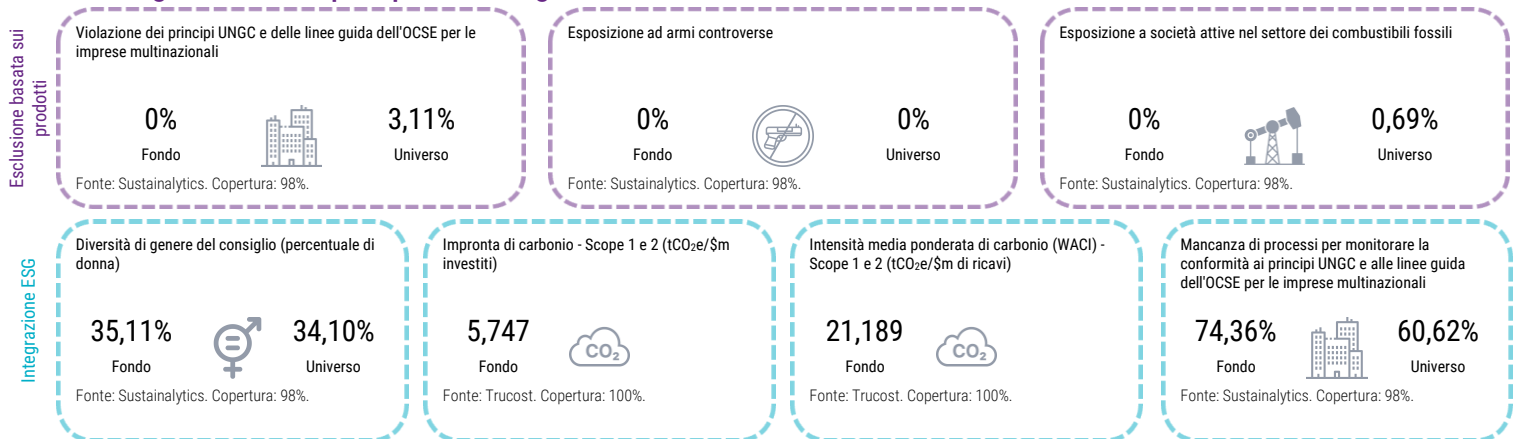 Esclusione basata sui
prodotti
Violazione dei principi UNGC e delle linee guida dell'OCSE per le
imprese multinazionali
0%
Fondo
3,11%
Universo
Fonte: Sustainalytics. Copertura: 98%.
Esposizione ad armi controverse
0%
Fondo
0%
Universo
Fonte: Sustainalytics. Copertura: 98%.
Esposizione a società attive nel settore dei combustibili fossili
0%
Fondo
0,69%
Universo
Fonte: Sustainalytics. Copertura: 98%.
Integrazione ESG
Diversità di genere del consiglio (percentuale di
donna)
35,11%
Fondo
34,10%
Universo
Fonte: Sustainalytics. Copertura: 98%.
Impronta di carbonio - Scope 1 e 2 (tCO₂e/$m
investiti)
5,747
Fondo
CO₂
Fonte: Trucost. Copertura: 100%.
Intensità media ponderata di carbonio (WACI) -
Scope 1 e 2 (tCO₂e/$m di ricavi)
21,189
Fondo
CO₂
Fonte: Trucost. Copertura: 100%.
Mancanza di processi per monitorare la
conformità ai principi UNGC e alle linee guida
dell'OCSE per le imprese multinazionali
74,36%
Fondo
60,62%
Universo
Fonte: Sustainalytics. Copertura: 98%.